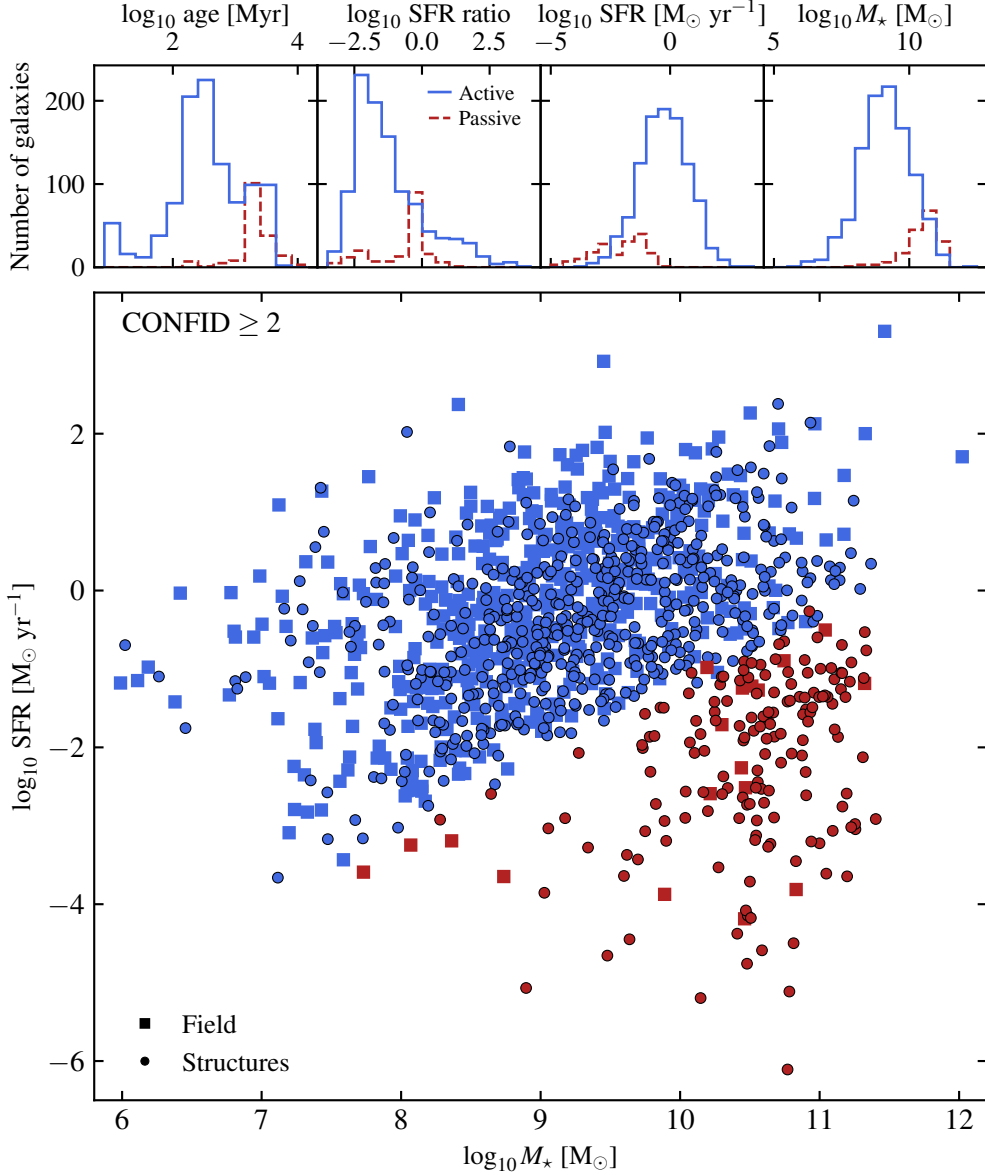 log₁₀ age [Myr] log₁₀ SFR ratio log₁₀ SFR [M⊙ yr⁻¹] log₁₀ M⋆ [M⊙]
2 4 −2.5 0.0 2.5 −5 0 5 10
Number of galaxies
200
100
0
Active
Passive
CONFID ≥ 2
log₁₀ SFR [M⊙ yr⁻¹]
2
0
−2
−4
−6
Field
Structures
6 7 8 9 10 11 12
log₁₀ M⋆ [M⊙]